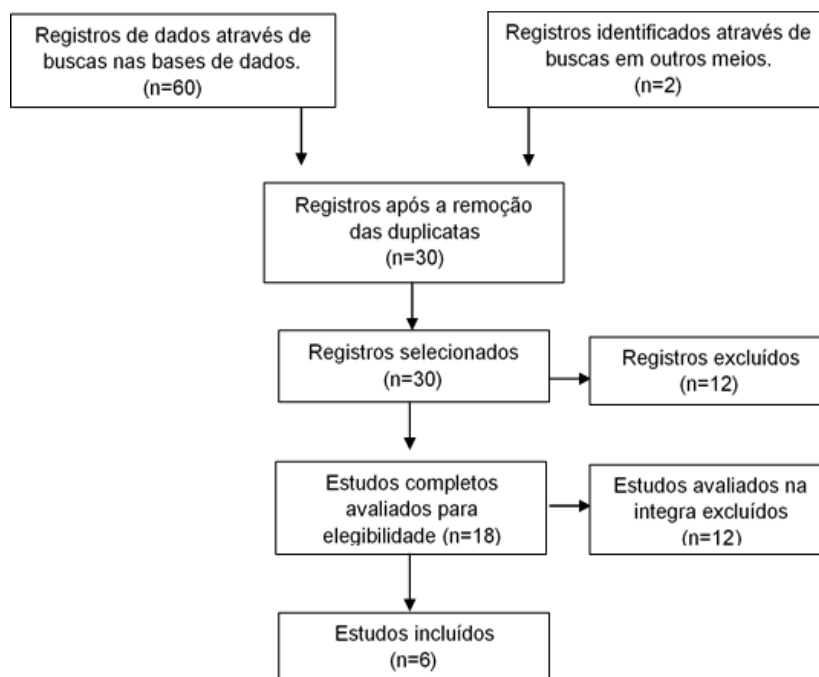 Registros de dados através de
buscas nas bases de dados.
(n=60)
Registros identificados através de
buscas em outros meios.
(n=2)
Registros após a remoção
das duplicatas
(n=30)
Registros selecionados
(n=30)
Registros excluídos
(n=12)
Estudos completos
avaliados para
elegibilidade (n=18)
Estudos avaliados na
integra excluídos
(n=12)
Estudos incluídos
(n=6)